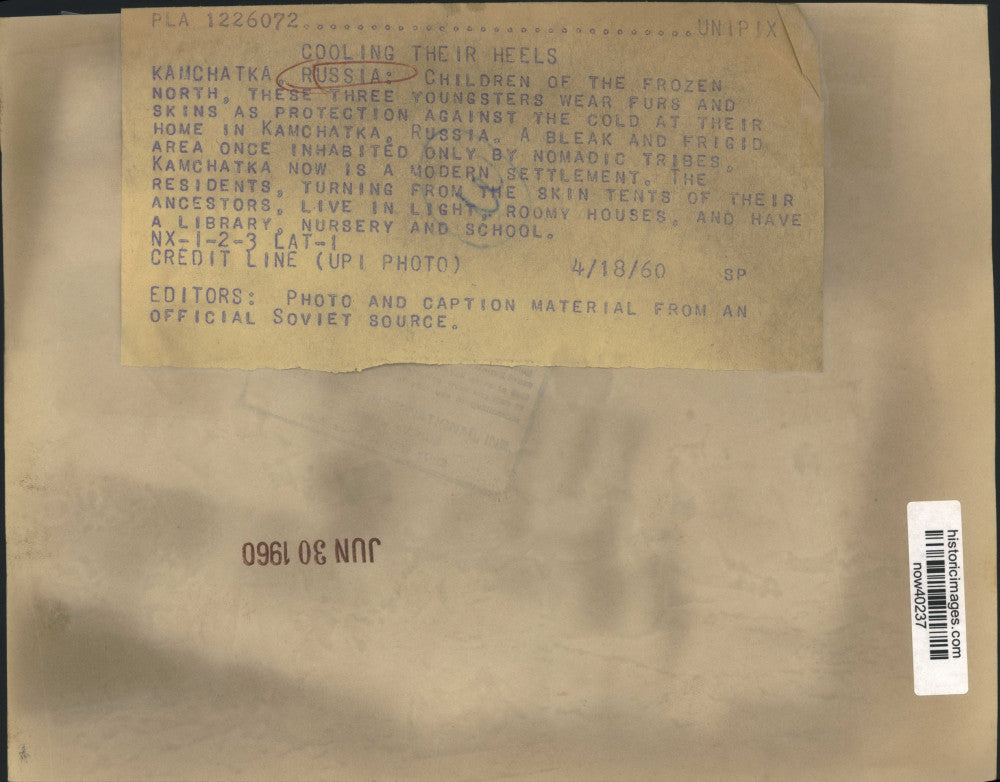 PLA 1226072....................................UNIPIX
COOLING THEIR HEELS
KAMCHATKA, RUSSIA: CHILDREN OF THE FROZEN
NORTH, THESE THREE YOUNGSTERS WEAR FURS AND
SKINS AS PROTECTION AGAINST THE COLD AT THEIR
HOME IN KAMCHATKA, RUSSIA. A BLEAK AND FRIGID
AREA ONCE INHABITED ONLY BY NOMADIC TRIBES,
KAMCHATKA NOW IS A MODERN SETTLEMENT. THE
RESIDENTS, TURNING FROM THE SKIN TENTS OF THEIR
ANCESTORS, LIVE IN LIGHT, ROOMY HOUSES, AND HAVE
A LIBRARY, NURSERY AND SCHOOL.
NX-1-2-3 LAT-1
CREDIT LINE (UPI PHOTO) 4/18/60 SP
EDITORS: PHOTO AND CAPTION MATERIAL FROM AN
OFFICIAL SOVIET SOURCE.
JUN 30 1960
historicimages.com
now40237